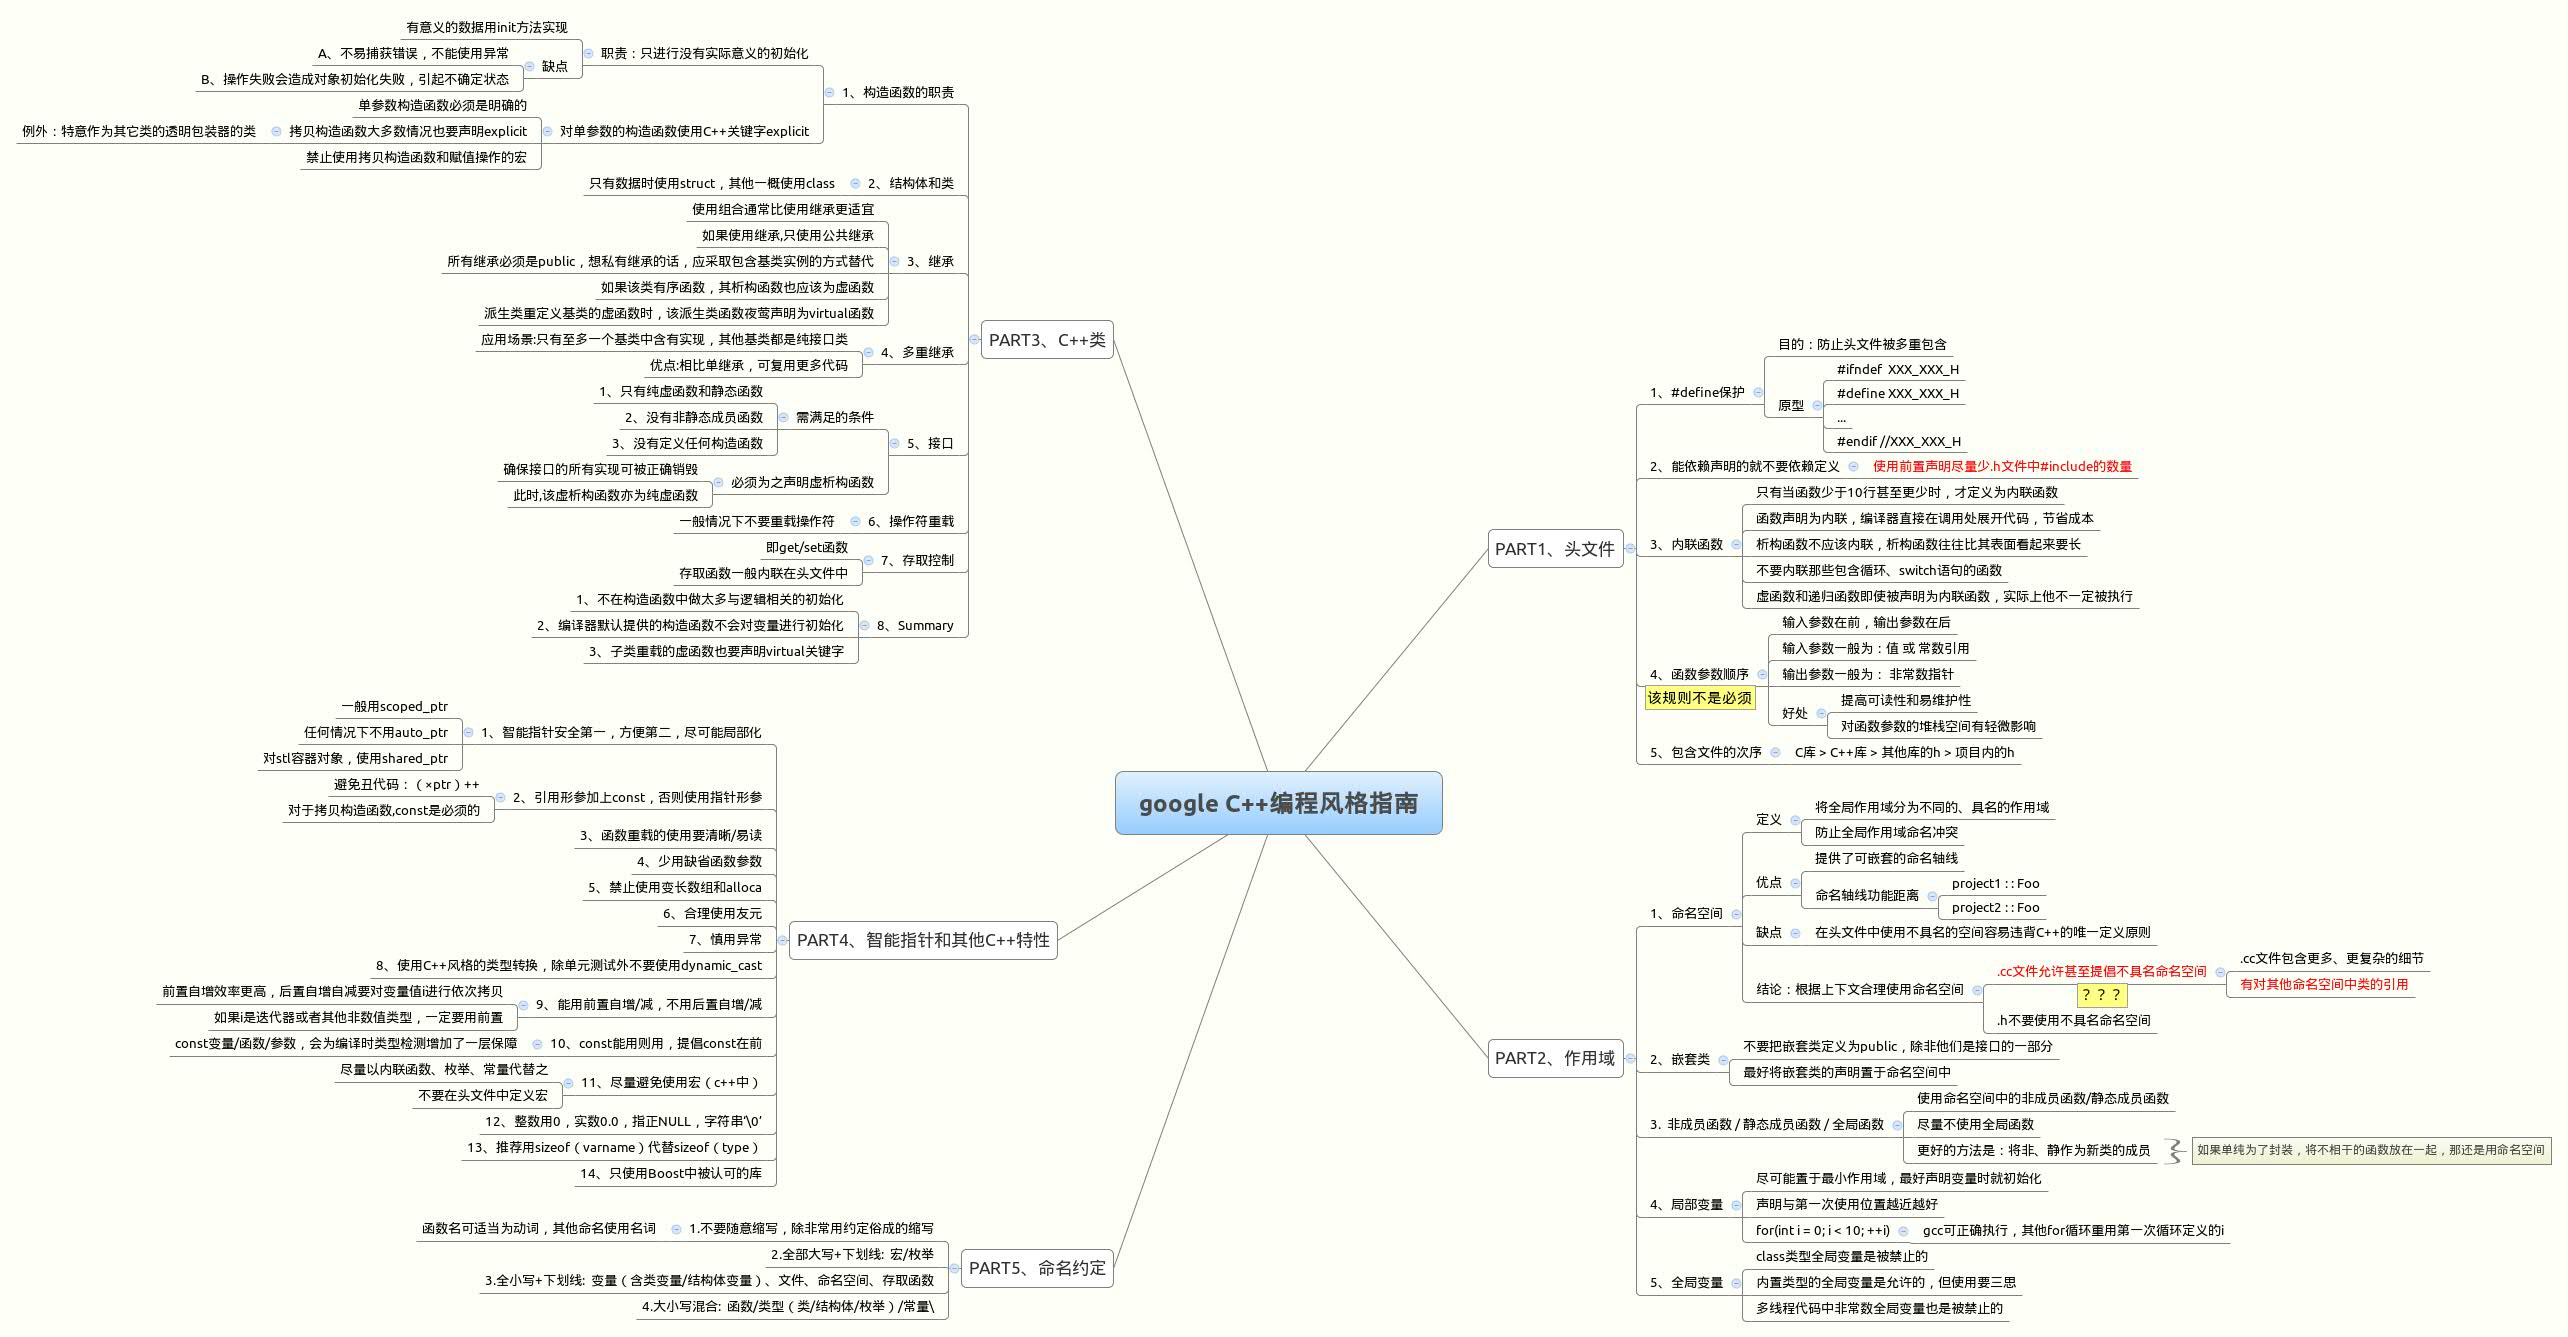 google C++编程风格指南
PART1、头文件
1、#define保护
目的：防止头文件被多重包含
原型
#ifndef XXX_XXX_H
#define XXX_XXX_H
...
#endif //XXX_XXX_H
2、能依赖声明的就不要依赖定义
使用前置声明尽量少.h文件中#include的数量
3、内联函数
只有当函数少于10行甚至更少时，才定义为内联函数
函数声明为内联，编译器直接在调用处展开代码，节省成本
析构函数不应该内联，析构函数往往比其表面看起来要长
不要内联那些包含循环、switch语句的函数
虚函数和递归函数即使被声明为内联函数，实际上他不一定被执行
4、函数参数顺序
该规则不是必须
输入参数在前，输出参数在后
输入参数一般为：值 或 常数引用
输出参数一般为： 非常数指针
好处
提高可读性和易维护性
对函数参数的堆栈空间有轻微影响
5、包含文件的次序
C库 > C++库 > 其他库的h > 项目内的h
PART2、作用域
1、命名空间
定义
将全局作用域分为不同的、具名的作用域
防止全局作用域命名冲突
优点
提供了可嵌套的命名轴线
命名轴线功能距离
project1 : : Foo
project2 : : Foo
缺点
在头文件中使用不具名的空间容易违背C++的唯一定义原则
结论：根据上下文合理使用命名空间
.cc文件允许甚至提倡不具名命名空间
？？？
.cc文件包含更多、更复杂的细节
有对其他命名空间中类的引用
.h不要使用不具名命名空间
2、嵌套类
不要把嵌套类定义为public，除非他们是接口的一部分
最好将嵌套类的声明置于命名空间中
3. 非成员函数 / 静态成员函数 / 全局函数
使用命名空间中的非成员函数/静态成员函数
尽量不使用全局函数
更好的方法是：将非、静作为新类的成员
如果单纯为了封装，将不相干的函数放在一起，那还是用命名空间
4、局部变量
尽可能置于最小作用域，最好声明变量时就初始化
声明与第一次使用位置越近越好
for(int i = 0; i < 10; ++i)
gcc可正确执行，其他for循环重用第一次循环定义的i
5、全局变量
class类型全局变量是被禁止的
内置类型的全局变量是允许的，但使用要三思
多线程代码中非常数全局变量也是被禁止的
PART3、C++类
1、构造函数的职责
职责：只进行没有实际意义的初始化
有意义的数据用init方法实现
缺点
A、不易捕获错误，不能使用异常
B、操作失败会造成对象初始化失败，引起不确定状态
对单参数的构造函数使用C++关键字explicit
单参数构造函数必须是明确的
拷贝构造函数大多数情况也要声明explicit
例外：特意作为其它类的透明包装器的类
禁止使用拷贝构造函数和赋值操作的宏
2、结构体和类
只有数据时使用struct，其他一概使用class
3、继承
使用组合通常比使用继承更适宜
如果使用继承,只使用公共继承
所有继承必须是public，想私有继承的话，应采取包含基类实例的方式替代
如果该类有序函数，其析构函数也应该为虚函数
派生类重定义基类的虚函数时，该派生类函数夜莺声明为virtual函数
4、多重继承
应用场景:只有至多一个基类中含有实现，其他基类都是纯接口类
优点:相比单继承，可复用更多代码
5、接口
需满足的条件
1、只有纯虚函数和静态函数
2、没有非静态成员函数
3、没有定义任何构造函数
必须为之声明虚析构函数
确保接口的所有实现可被正确销毁
此时,该虚析构函数亦为纯虚函数
6、操作符重载
一般情况下不要重载操作符
7、存取控制
即get/set函数
存取函数一般内联在头文件中
8、Summary
1、不在构造函数中做太多与逻辑相关的初始化
2、编译器默认提供的构造函数不会对变量进行初始化
3、子类重载的虚函数也要声明virtual关键字
PART4、智能指针和其他C++特性
1、智能指针安全第一，方便第二，尽可能局部化
一般用scoped_ptr
任何情况下不用auto_ptr
对stl容器对象，使用shared_ptr
2、引用形参加上const，否则使用指针形参
避免丑代码：（×ptr）++
对于拷贝构造函数,const是必须的
3、函数重载的使用要清晰/易读
4、少用缺省函数参数
5、禁止使用变长数组和alloca
6、合理使用友元
7、慎用异常
8、使用C++风格的类型转换，除单元测试外不要使用dynamic_cast
9、能用前置自增/减，不用后置自增/减
前置自增效率更高，后置自增自减要对变量值i进行依次拷贝
如果i是迭代器或者其他非数值类型，一定要用前置
10、const能用则用，提倡const在前
const变量/函数/参数，会为编译时类型检测增加了一层保障
11、尽量避免使用宏（c++中）
尽量以内联函数、枚举、常量代替之
不要在头文件中定义宏
12、整数用0，实数0.0，指正NULL，字符串‘\0’
13、推荐用sizeof（varname）代替sizeof（type）
14、只使用Boost中被认可的库
PART5、命名约定
1.不要随意缩写，除非常用约定俗成的缩写
函数名可适当为动词，其他命名使用名词
2.全部大写+下划线: 宏/枚举
3.全小写+下划线: 变量（含类变量/结构体变量）、文件、命名空间、存取函数
4.大小写混合: 函数/类型（类/结构体/枚举）/常量\